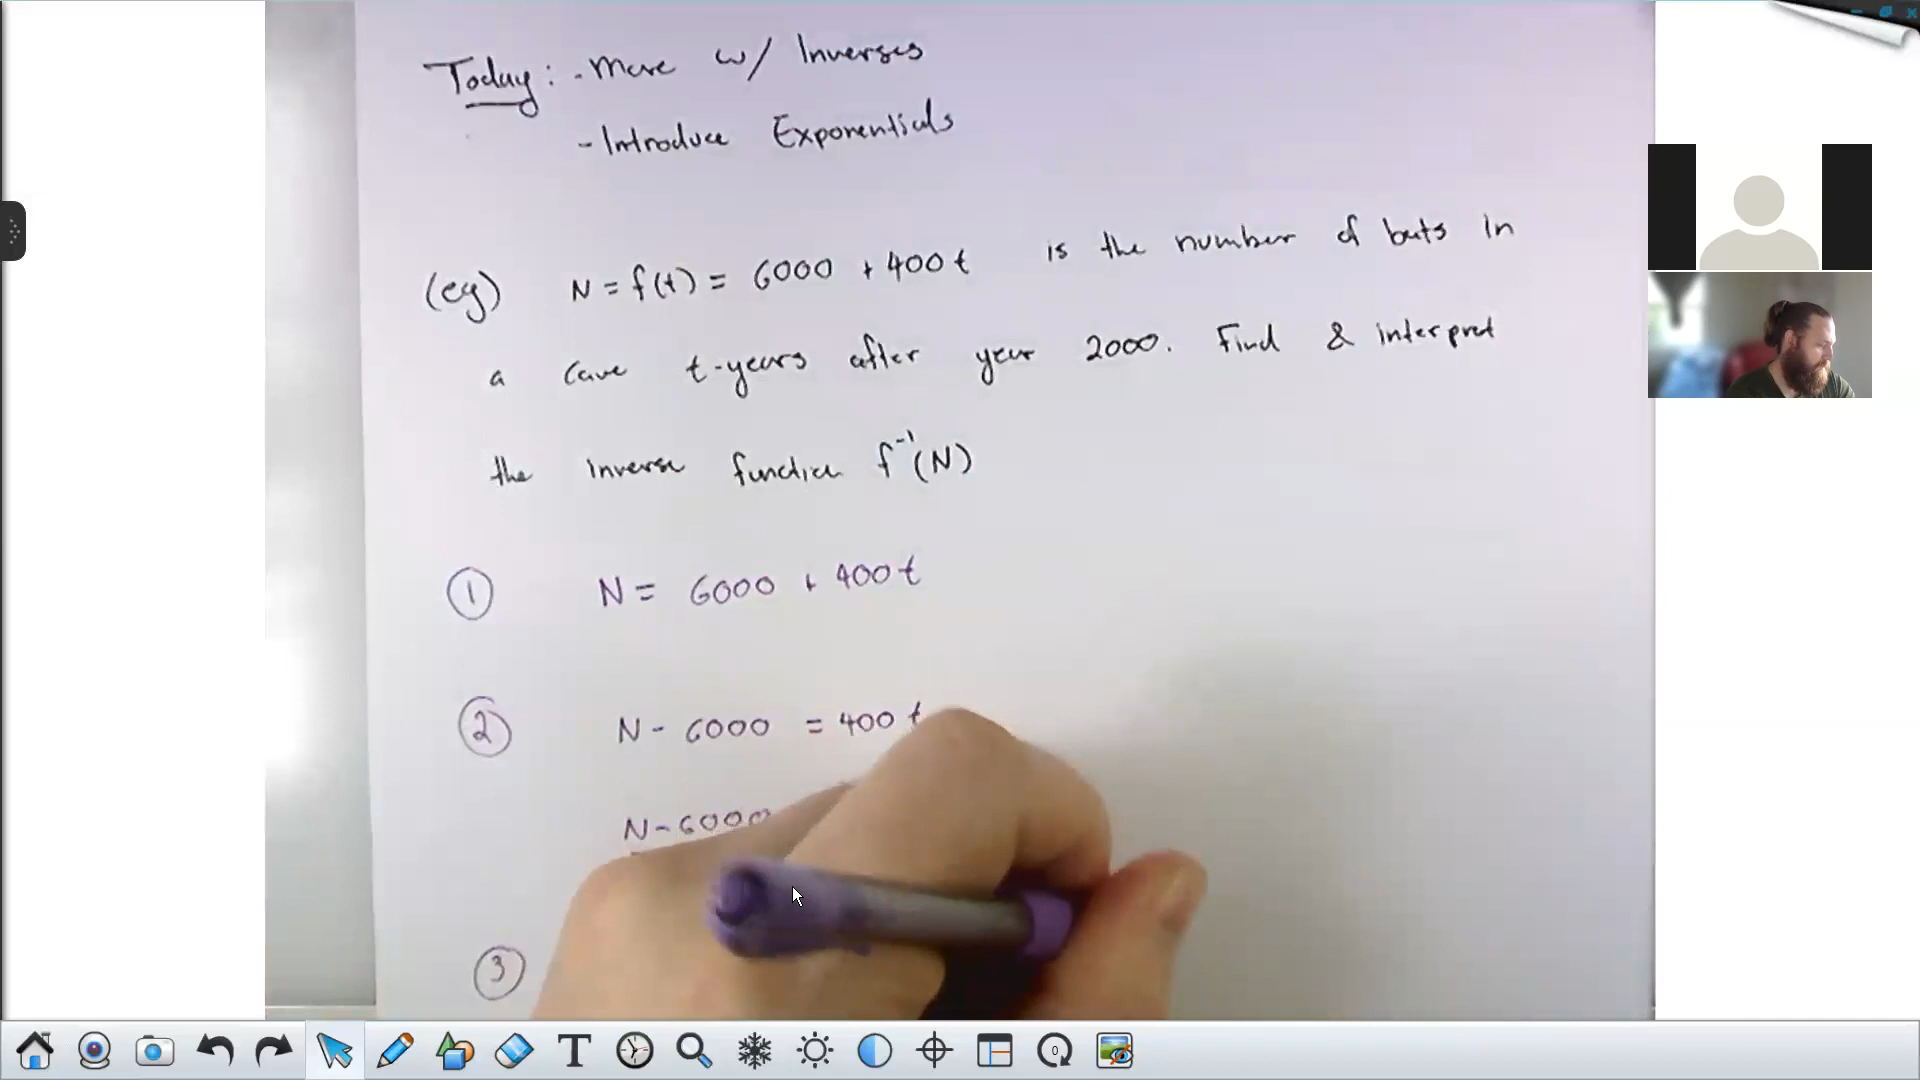 Today: - More w/ Inverses
- Introduce Exponentials
(eg) N = f(t) = 6000 + 400t is the number of bats in
a cave t-years after year 2000. Find & interpret
the inverse function f⁻¹(N)
① N = 6000 + 400t
② N - 6000 = 400t
N - 6000
③
T
0